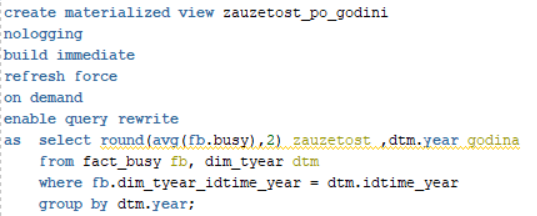 create materialized view zauzetost_po_godini
nologging
build immediate
refresh force
on demand
enable query rewrite
as  select round(avg(fb.busy),2) zauzetost ,dtm.year godina
    from fact_busy fb, dim_tyear dtm
    where fb.dim_tyear_idtime_year = dtm.idtime_year
    group by dtm.year;